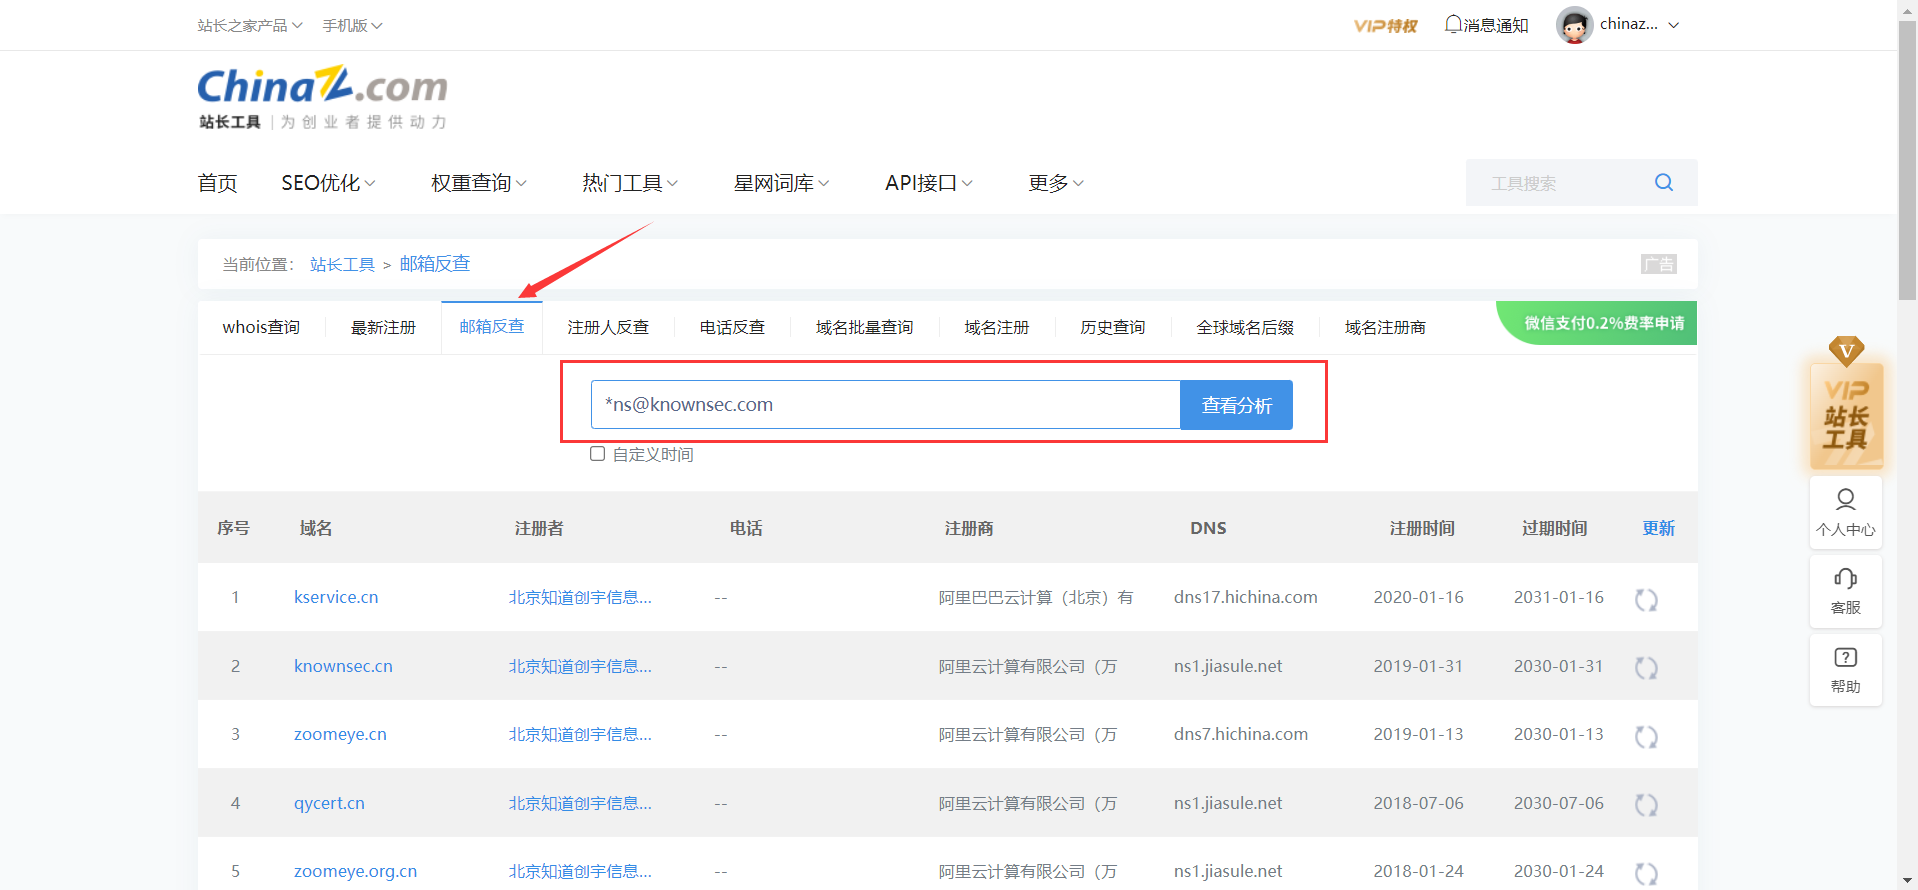 站长之家产品 手机版 VIP特权 消息通知 chinaz...
ChinaZ.com
站长工具 | 为创业者提供动力
首页 SEO优化 权重查询 热门工具 星网词库 API接口 更多 工具搜索
当前位置： 站长工具 > 邮箱反查 广告
whois查询 最新注册 邮箱反查 注册人反查 电话反查 域名批量查询 域名注册 历史查询 全球域名后缀 域名注册商 微信支付0.2%费率申请
*ns@knownsec.com 查看分析
自定义时间
序号 域名 注册者 电话 注册商 DNS 注册时间 过期时间 更新
1 kservice.cn 北京知道创宇信息... -- 阿里巴巴云计算（北京）有 dns17.hichina.com 2020-01-16 2031-01-16
2 knownsec.cn 北京知道创宇信息... -- 阿里云计算有限公司（万 ns1.jiasule.net 2019-01-31 2030-01-31
3 zoomeye.cn 北京知道创宇信息... -- 阿里云计算有限公司（万 dns7.hichina.com 2019-01-13 2030-01-13
4 qycert.cn 北京知道创宇信息... -- 阿里云计算有限公司（万 ns1.jiasule.net 2018-07-06 2030-07-06
5 zoomeye.org.cn 北京知道创宇信息... -- 阿里云计算有限公司（万 ns1.jiasule.net 2018-01-24 2030-01-24
V
VIP
站长
工具
个人中心
客服
帮助